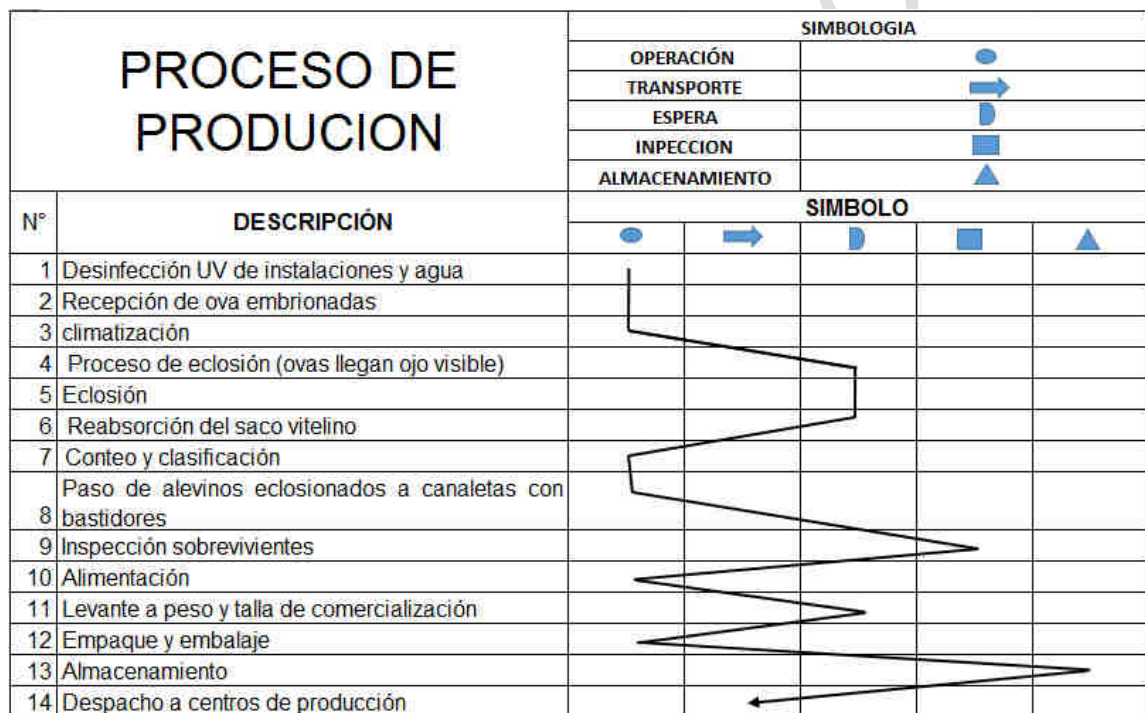 PROCESO DE
PRODUCION
SIMBOLOGIA
OPERACIÓN
TRANSPORTE
ESPERA
INPECCION
ALMACENAMIENTO
N° DESCRIPCIÓN SIMBOLO
1 Desinfección UV de instalaciones y agua
2 Recepción de ova embrionadas
3 climatización
4 Proceso de eclosión (ovas llegan ojo visible)
5 Eclosión
6 Reabsorción del saco vitelino
7 Conteo y clasificación
Paso de alevinos eclosionados a canaletas con
8 bastidores
9 Inspección sobrevivientes
10 Alimentación
11 Levante a peso y talla de comercialización
12 Empaque y embalaje
13 Almacenamiento
14 Despacho a centros de producción